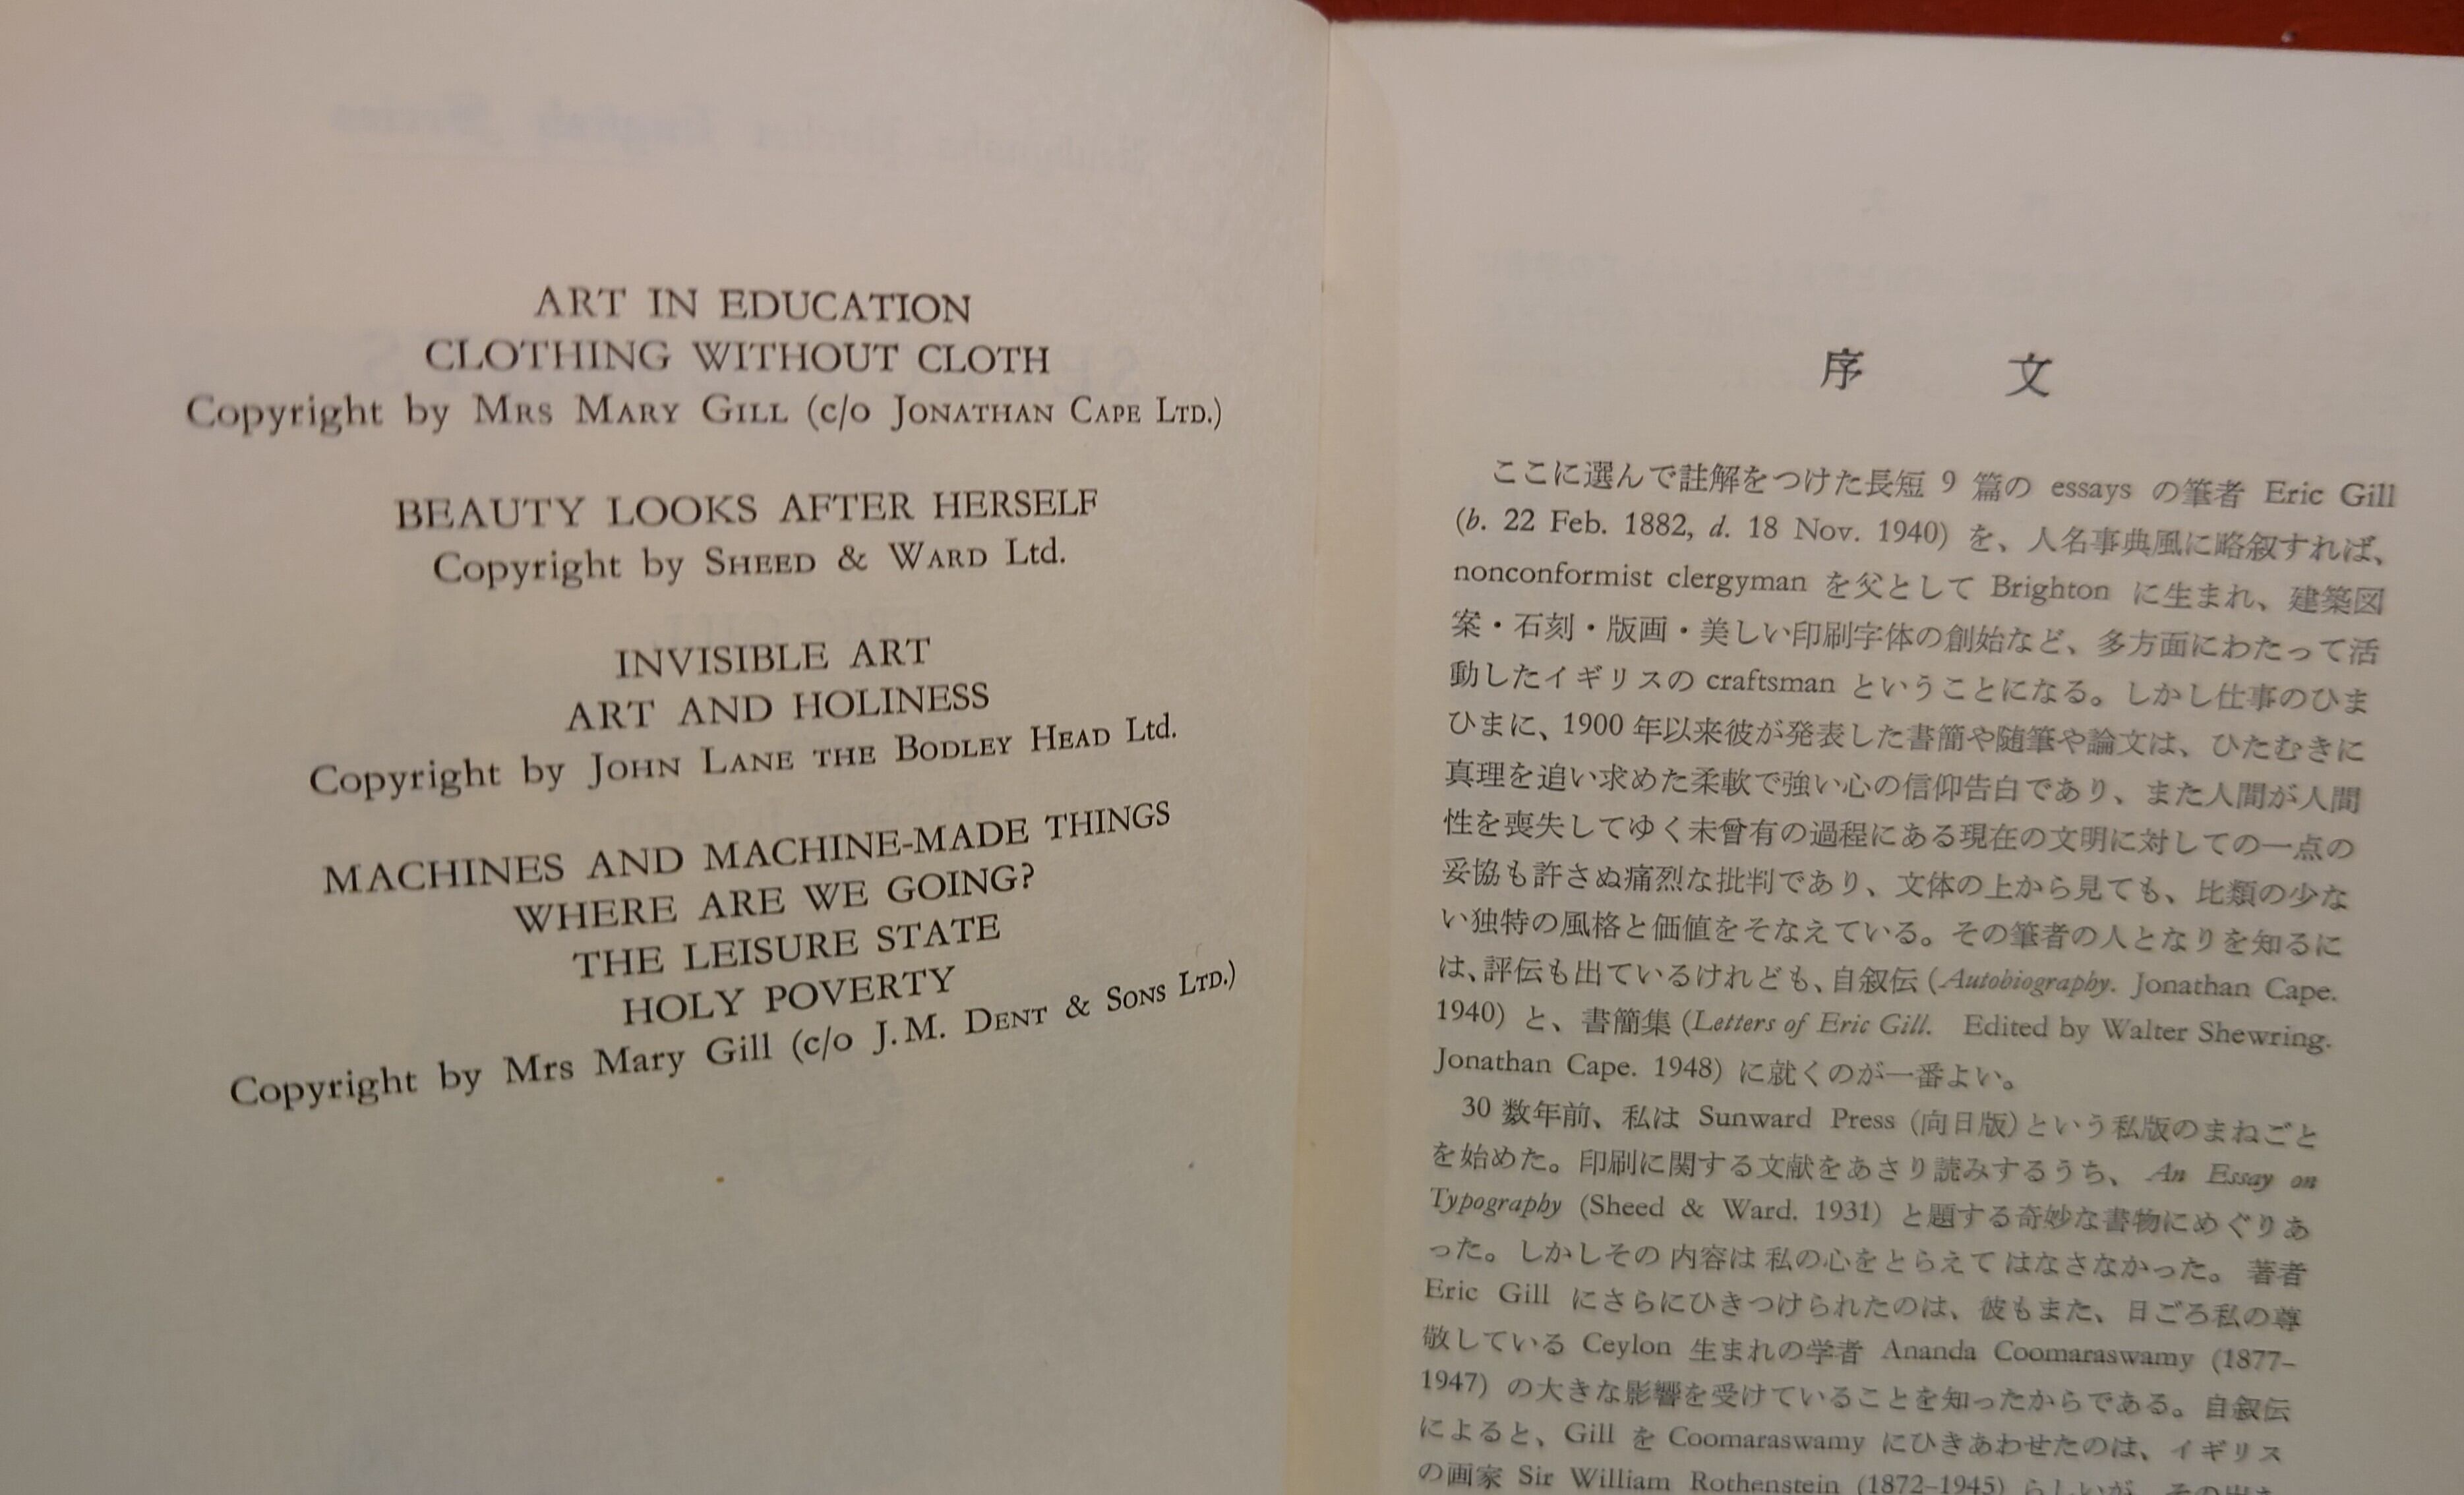 ART IN EDUCATION
CLOTHING WITHOUT CLOTH
Copyright by MRS MARY GILL (c/o JONATHAN CAPE LTD.)
BEAUTY LOOKS AFTER HERSELF
Copyright by SHEED & WARD Ltd.
INVISIBLE ART
ART AND HOLINESS
Copyright by JOHN LANE THE BODLEY HEAD Ltd.
MACHINES AND MACHINE-MADE THINGS
WHERE ARE WE GOING?
THE LEISURE STATE
HOLY POVERTY
Copyright by Mrs Mary Gill (c/o J.M. DENT & SONS LTD.)
序 文
ここに選んで註解をつけた長短 9 篇の essays の筆者 Eric Gill
(b. 22 Feb. 1882, d. 18 Nov. 1940) を、人名事典風に略叙すれば、
nonconformist clergyman を父として Brighton に生まれ、建築図
案・石刻・版画・美しい印刷字体の創始など、多方面にわたって活
動したイギリスの craftsman ということになる。しかし仕事のひま
ひまに、1900 年以来彼が発表した書簡や随筆や論文は、ひたむきに
真理を追い求めた柔軟で強い心の信仰告白であり、また人間が人間
性を喪失してゆく未曾有の過程にある現在の文明に対しての一点の
妥協も許さぬ痛烈な批判であり、文体の上から見ても、比類の少な
い独特の風格と価値をそなえている。その筆者の人となりを知るに
は、評伝も出ているけれども、自叙伝 (Autobiography. Jonathan Cape.
1940) と、書簡集 (Letters of Eric Gill. Edited by Walter Shewring.
Jonathan Cape. 1948) に就くのが一番よい。
30 数年前、私は Sunward Press (向日版) という私版のまねごと
を始めた。印刷に関する文献をあさり読みするうち、An Essay on
Typography (Sheed & Ward. 1931) と題する奇妙な書物にめぐりあ
った。しかしその内容は私の心をとらえてはなさなかった。著者
Eric Gill にさらにひきつけられたのは、彼もまた、日ごろ私の尊
敬している Ceylon 生まれの学者 Ananda Coomaraswamy (1877–
1947) の大きな影響を受けていることを知ったからである。自叙伝
によると、Gill を Coomaraswamy にひきあわせたのは、イギリス
の画家 Sir William Rothenstein (1872–1945) らしいが、